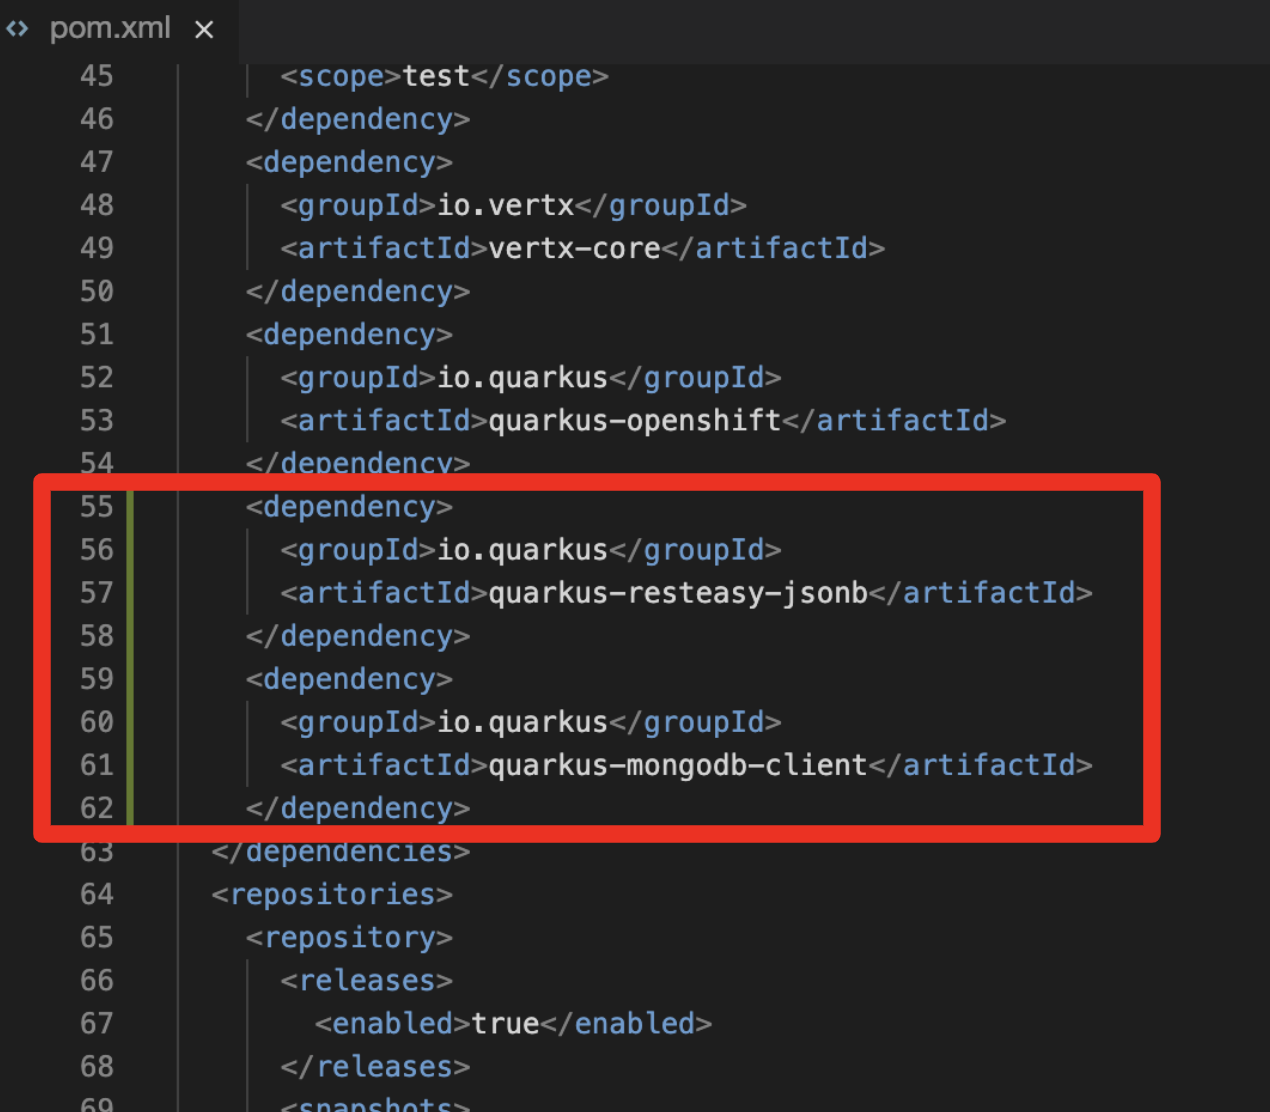 <> pom.xml ×
45 <scope>test</scope>
46 </dependency>
47 <dependency>
48 <groupId>io.vertx</groupId>
49 <artifactId>vertx-core</artifactId>
50 </dependency>
51 <dependency>
52 <groupId>io.quarkus</groupId>
53 <artifactId>quarkus-openshift</artifactId>
54 </dependency>
55 <dependency>
56 <groupId>io.quarkus</groupId>
57 <artifactId>quarkus-resteasy-jsonb</artifactId>
58 </dependency>
59 <dependency>
60 <groupId>io.quarkus</groupId>
61 <artifactId>quarkus-mongodb-client</artifactId>
62 </dependency>
63 </dependencies>
64 <repositories>
65 <repository>
66 <releases>
67 <enabled>true</enabled>
68 </releases>
69 <snapshots>